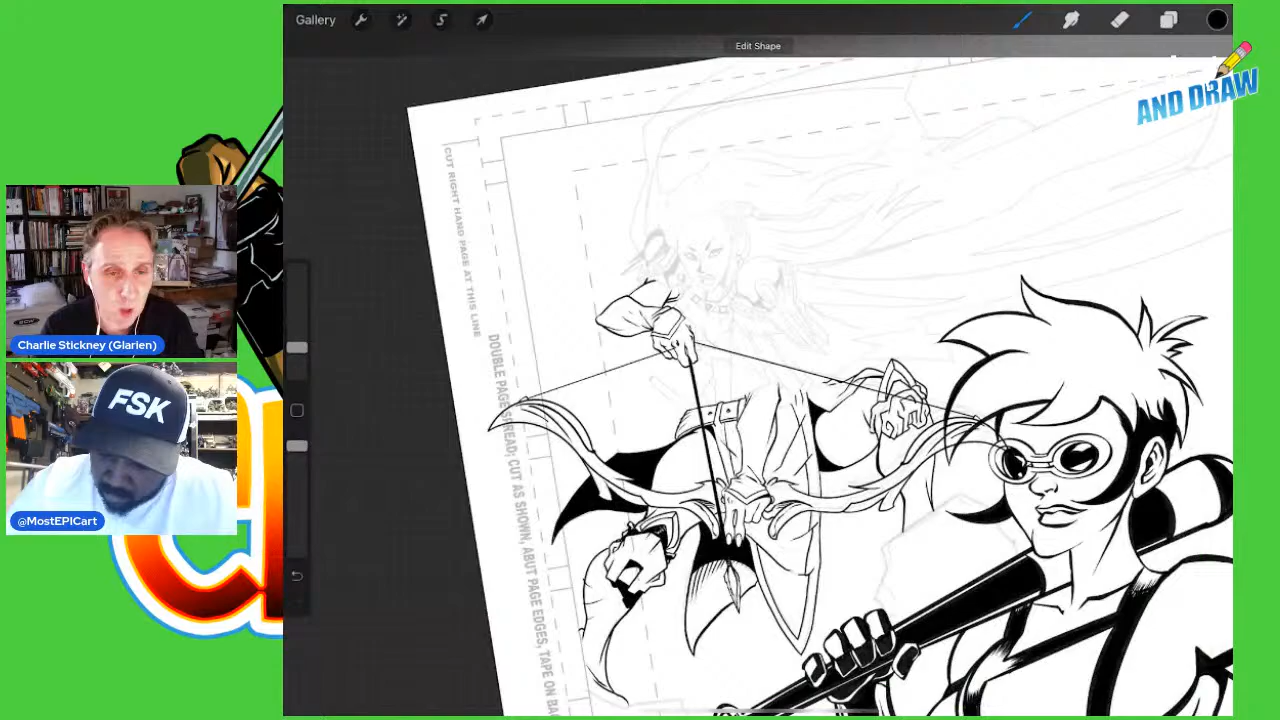 Gallery
Edit Shape
AND DRAW
CUT RIGHT HAND PAGE AT THIS LINE
DOUBLE PAGE SPREAD; CUT AS SHOWN, ABUT PAGE EDGES, TAPE ON BA
Charlie Stickney (Glarien)
FSK
@MostEPICart